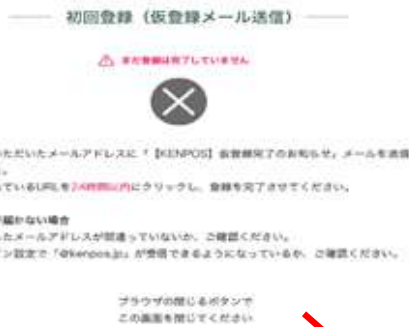 初回登録（仮登録メール送信）
まだ登録は完了していません
ただいたメールアドレスに「【KENPOS】仮登録完了のお知らせ」メールを送信
。
ているURLを24時間以内にクリックし、登録を完了させてください。
届かない場合
たメールアドレスが間違っていないか、ご確認ください。
ン設定で「@kenpos.jp」が受信できるようになっているか、ご確認ください。
ブラウザの閉じるボタンで
この画面を閉じてください